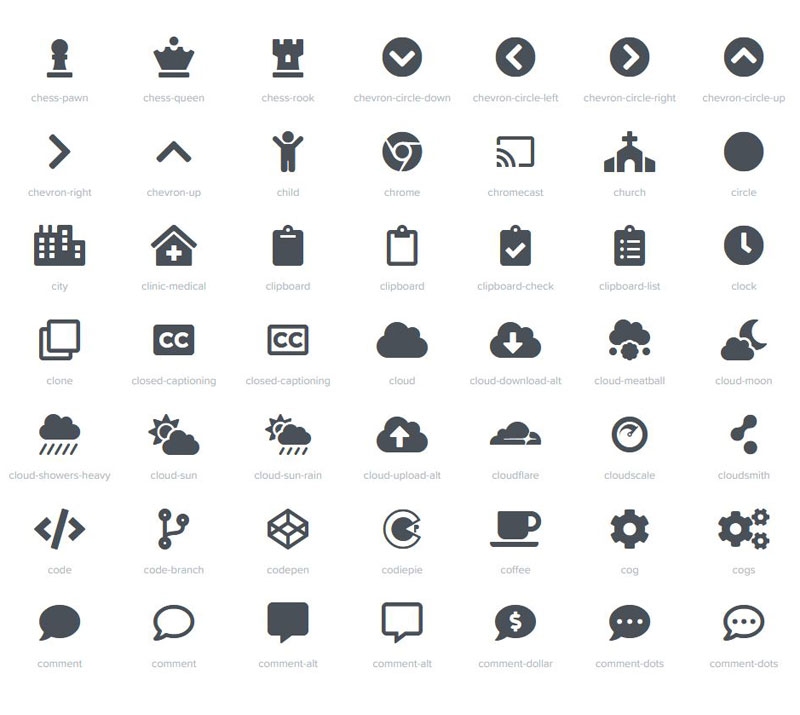 chess-pawn chess-queen chess-rook chevron-circle-down chevron-circle-left chevron-circle-right chevron-circle-up
chevron-right chevron-up child chrome chromecast church circle
city clinic-medical clipboard clipboard clipboard-check clipboard-list clock
CC CC
clone closed-captioning closed-captioning cloud cloud-download-alt cloud-meatball cloud-moon
cloud-showers-heavy cloud-sun cloud-sun-rain cloud-upload-alt cloudflare cloudscale cloudsmith
code code-branch codepen codiepie coffee cog cogs
$
comment comment comment-alt comment-alt comment-dollar comment-dots comment-dots